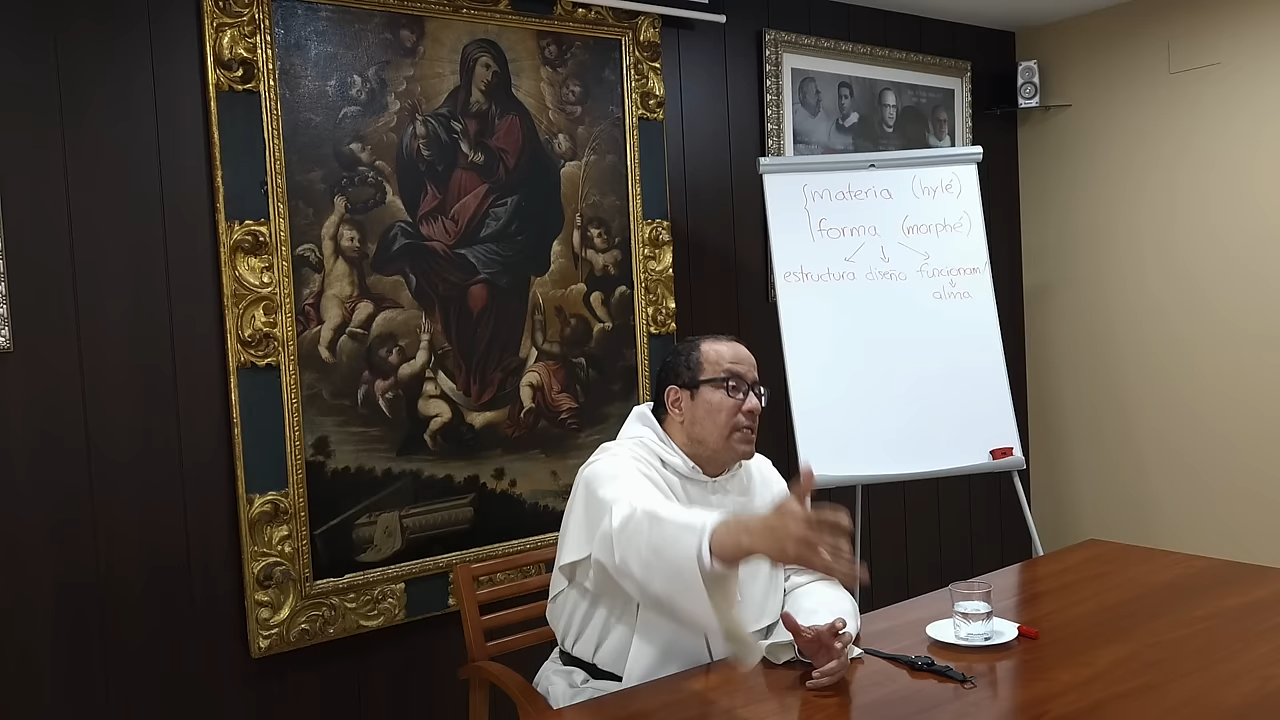 materia (hylé)
forma (morphé)
estructura diseño funcionam/
alma